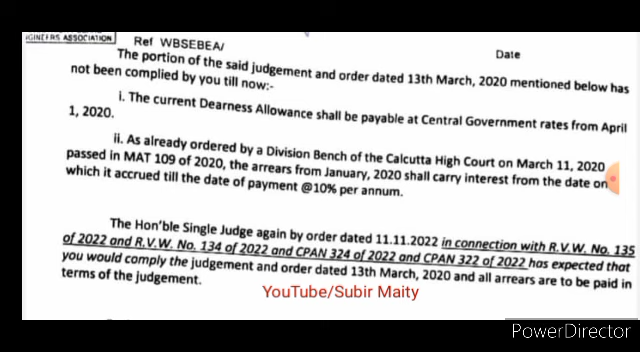 GINEERS ASSOCIATION
Ref WBSEBEA/
Date
The portion of the said judgement and order dated 13th March, 2020 mentioned below has
not been complied by you till now:-
i. The current Dearness Allowance shall be payable at Central Government rates from April
1, 2020.
ii. As already ordered by a Division Bench of the Calcutta High Court on March 11, 2020
passed in MAT 109 of 2020, the arrears from January, 2020 shall carry interest from the date on
which it accrued till the date of payment @10% per annum.
The Hon'ble Single Judge again by order dated 11.11.2022 in connection with R.V.W. No. 135
of 2022 and R.V.W. No. 134 of 2022 and CPAN 324 of 2022 and CPAN 322 of 2022 has expected that
you would comply the judgement and order dated 13th March, 2020 and all arrears are to be paid in
terms of the judgement.
YouTube/Subir Maity
PowerDirector